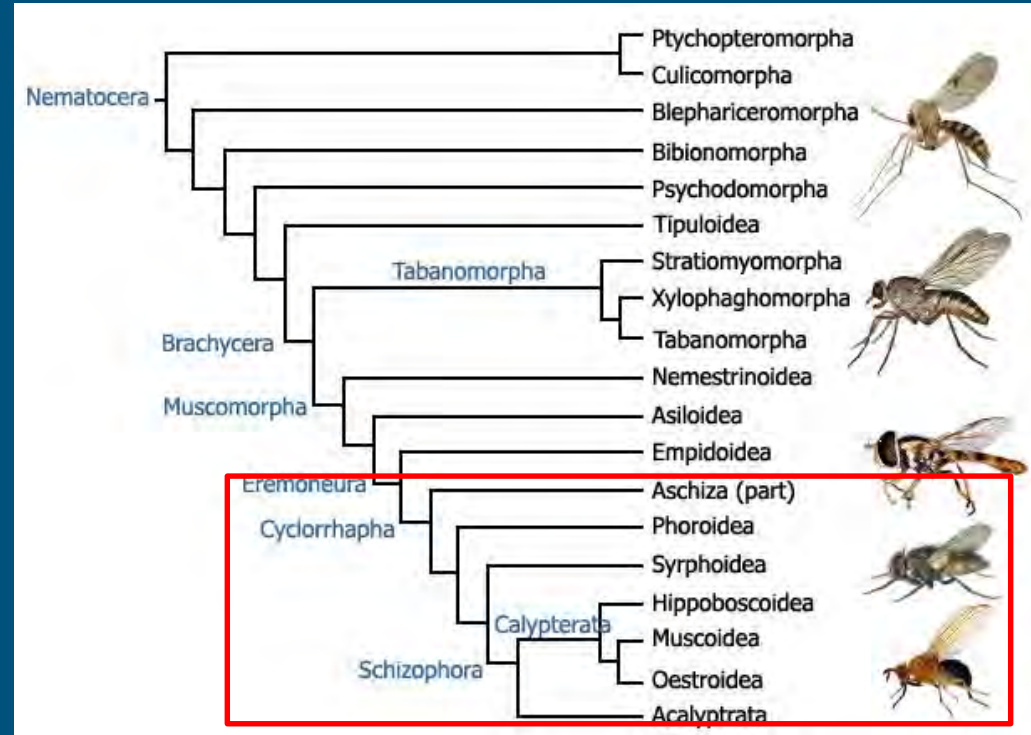 Ptychopteromorpha
Culicomorpha
Nematocera
Blephariceromorpha
Bibionomorpha
Psychodomorpha
Tipuloidea
Tabanomorpha
Stratiomyomorpha
Xylophaghomorpha
Tabanomorpha
Brachycera
Nemestrinoidea
Muscomorpha
Asiloidea
Empidoidea
Eremoneura
Aschiza (part)
Cyclorrhapha
Phoroidea
Syrphoidea
Hippoboscoidea
Calypterata
Muscoidea
Schizophora
Oestroidea
Acalyptrata